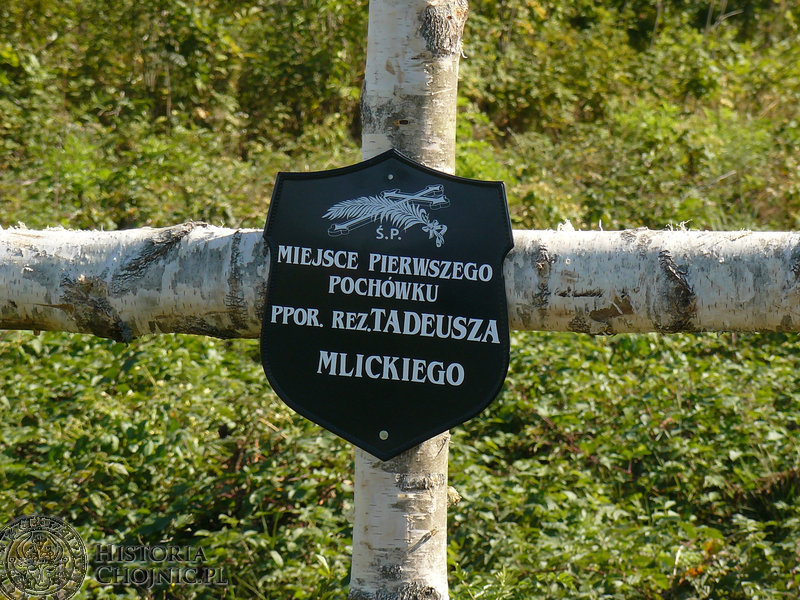 Ś.P.
MIEJSCE PIERWSZEGO
POCHÓWKU
PPOR. REZ. TADEUSZA
MLICKIEGO
HISTORIA
CHOJNIC.PL